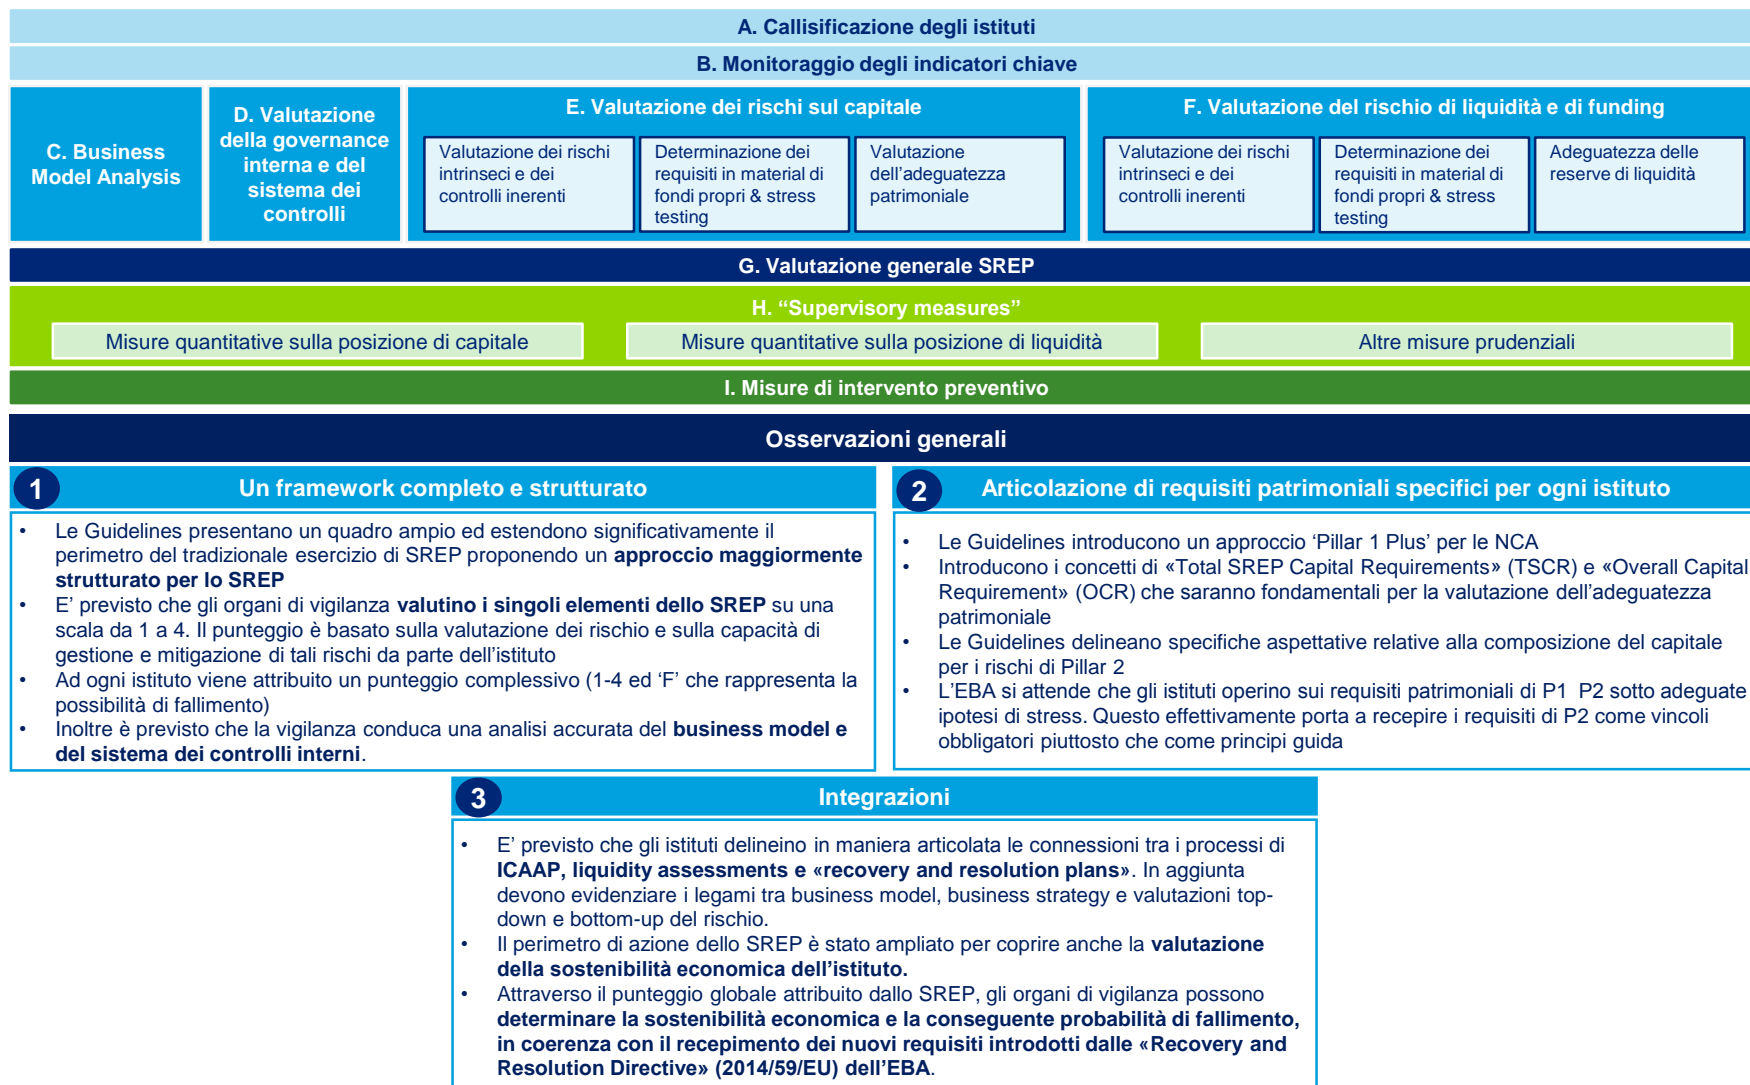 A. Callisificazione degli istituti
B. Monitoraggio degli indicatori chiave
C. Business
Model Analysis
D. Valutazione
della governance
interna e del
sistema dei
controlli
E. Valutazione dei rischi sul capitale
Valutazione dei rischi
intrinseci e dei
controlli inerenti
Determinazione dei
requisiti in material di
fondi propri & stress
testing
Valutazione
dell’adeguatezza
patrimoniale
F. Valutazione del rischio di liquidità e di funding
Valutazione dei rischi
intrinseci e dei
controlli inerenti
Determinazione dei
requisiti in material di
fondi propri & stress
testing
Adeguatezza delle
reserve di liquidità
G. Valutazione generale SREP
H. “Supervisory measures”
Misure quantitative sulla posizione di capitale
Misure quantitative sulla posizione di liquidità
Altre misure prudenziali
I. Misure di intervento preventivo
Osservazioni generali
1
Un framework completo e strutturato
• Le Guidelines presentano un quadro ampio ed estendono significativamente il
perimetro del tradizionale esercizio di SREP proponendo un approccio maggiormente
strutturato per lo SREP
• E’ previsto che gli organi di vigilanza valutino i singoli elementi dello SREP su una
scala da 1 a 4. Il punteggio è basato sulla valutazione dei rischio e sulla capacità di
gestione e mitigazione di tali rischi da parte dell’istituto
• Ad ogni istituto viene attribuito un punteggio complessivo (1-4 ed ‘F’ che rappresenta la
possibilità di fallimento)
• Inoltre è previsto che la vigilanza conduca una analisi accurata del business model e
del sistema dei controlli interni.
2
Articolazione di requisiti patrimoniali specifici per ogni istituto
• Le Guidelines introducono un approccio ‘Pillar 1 Plus’ per le NCA
• Introducono i concetti di «Total SREP Capital Requirements» (TSCR) e «Overall Capital
Requirement» (OCR) che saranno fondamentali per la valutazione dell’adeguatezza
patrimoniale
• Le Guidelines delineano specifiche aspettative relative alla composizione del capitale
per i rischi di Pillar 2
• L’EBA si attende che gli istituti operino sui requisiti patrimoniali di P1 P2 sotto adeguate
ipotesi di stress. Questo effettivamente porta a recepire i requisiti di P2 come vincoli
obbligatori piuttosto che come principi guida
3
Integrazioni
• E’ previsto che gli istituti delineino in maniera articolata le connessioni tra i processi di
ICAAP, liquidity assessments e «recovery and resolution plans». In aggiunta
devono evidenziare i legami tra business model, business strategy e valutazioni top-
down e bottom-up del rischio.
• Il perimetro di azione dello SREP è stato ampliato per coprire anche la valutazione
della sostenibilità economica dell’istituto.
• Attraverso il punteggio globale attribuito dallo SREP, gli organi di vigilanza possono
determinare la sostenibilità economica e la conseguente probabilità di fallimento,
in coerenza con il recepimento dei nuovi requisiti introdotti dalle «Recovery and
Resolution Directive» (2014/59/EU) dell’EBA.